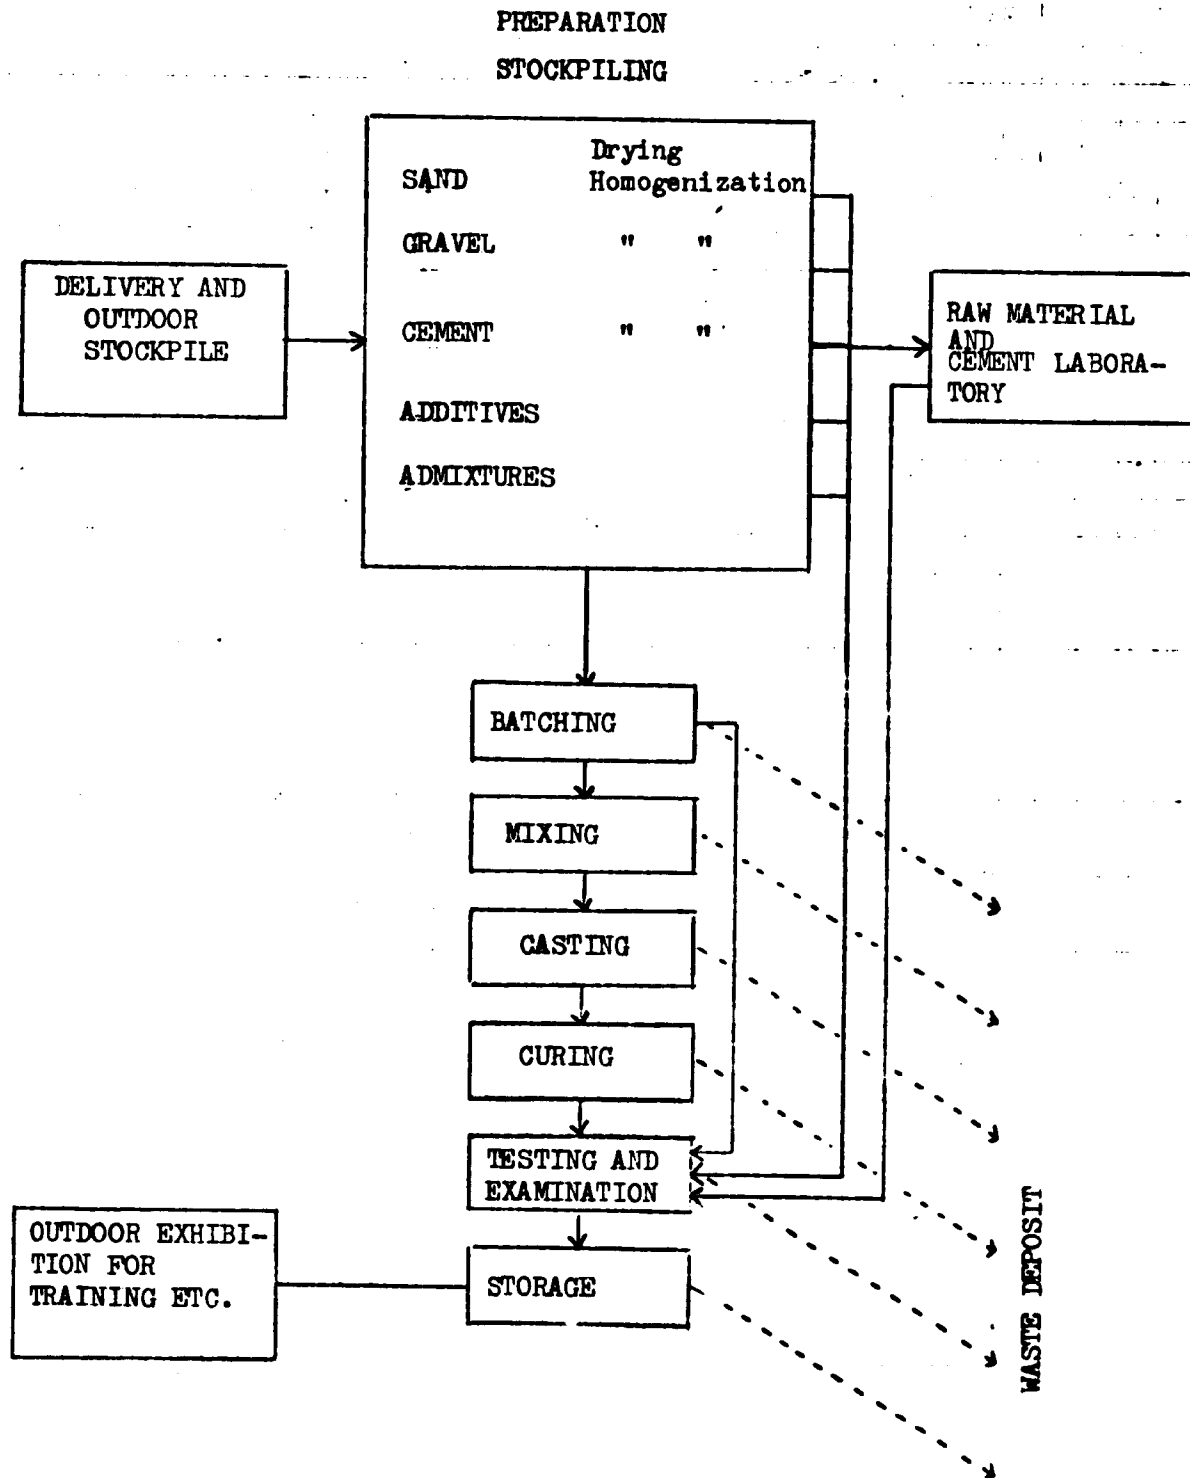 PREPARATION
STOCKPILING
Drying
SAND Homogenization
GRAVEL " "
CEMENT " "
ADDITIVES
ADMIXTURES
DELIVERY AND
OUTDOOR
STOCKPILE
RAW MATERIAL
AND
CEMENT LABORA-
TORY
BATCHING
MIXING
CASTING
CURING
TESTING AND
EXAMINATION
STORAGE
OUTDOOR EXHIBI-
TION FOR
TRAINING ETC.
WASTE DEPOSIT